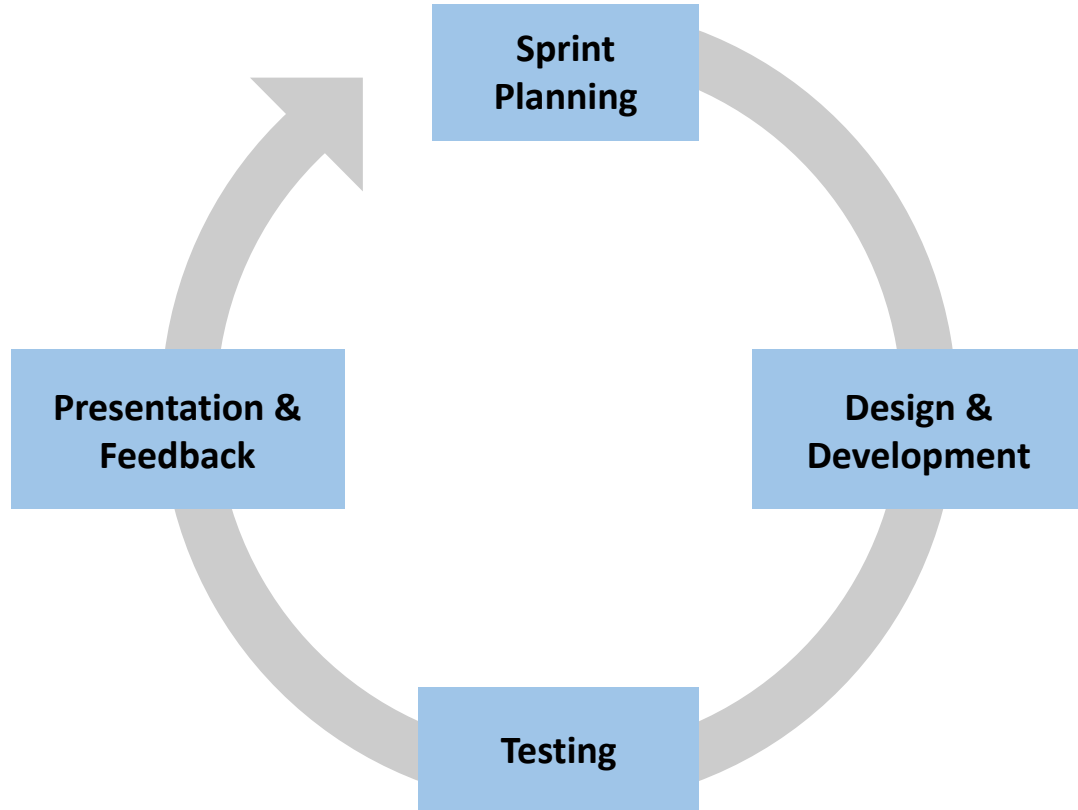 Sprint
Planning
Presentation &
Feedback
Design &
Development
Testing